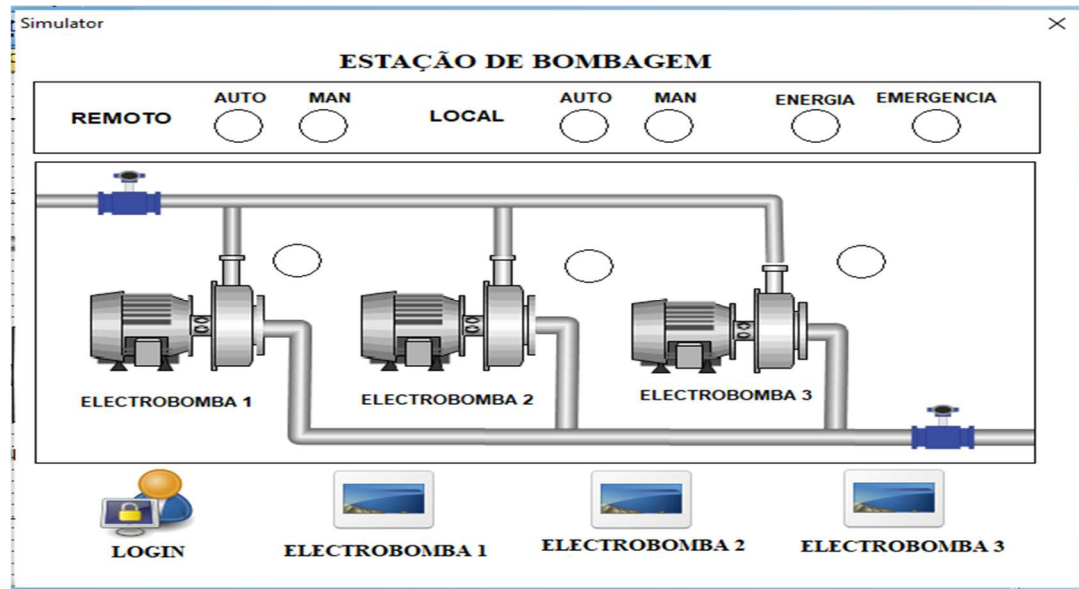 Simulator
ESTAÇÃO DE BOMBAGEM
REMOTO AUTO MAN LOCAL AUTO MAN ENERGIA EMERGENCIA
ELECTROBOMBA 1 ELECTROBOMBA 2 ELECTROBOMBA 3
LOGIN ELECTROBOMBA 1 ELECTROBOMBA 2 ELECTROBOMBA 3